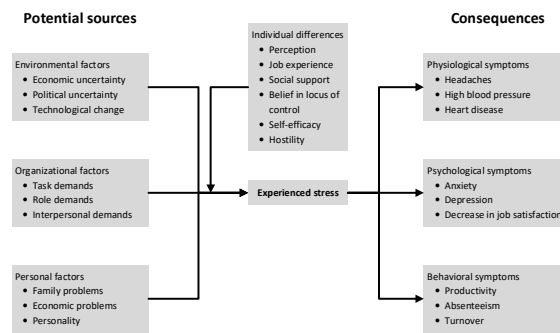 Potential sources
Consequences
Individual differences
• Perception
• Job experience
• Social support
• Belief in locus of
control
• Self-efficacy
• Hostility
Environmental factors
• Economic uncertainty
• Political uncertainty
• Technological change
Physiological symptoms
• Headaches
• High blood pressure
• Heart disease
Organizational factors
• Task demands
• Role demands
• Interpersonal demands
Experienced stress
Psychological symptoms
• Anxiety
• Depression
• Decrease in job satisfaction
Personal factors
• Family problems
• Economic problems
• Personality
Behavioral symptoms
• Productivity
• Absenteeism
• Turnover